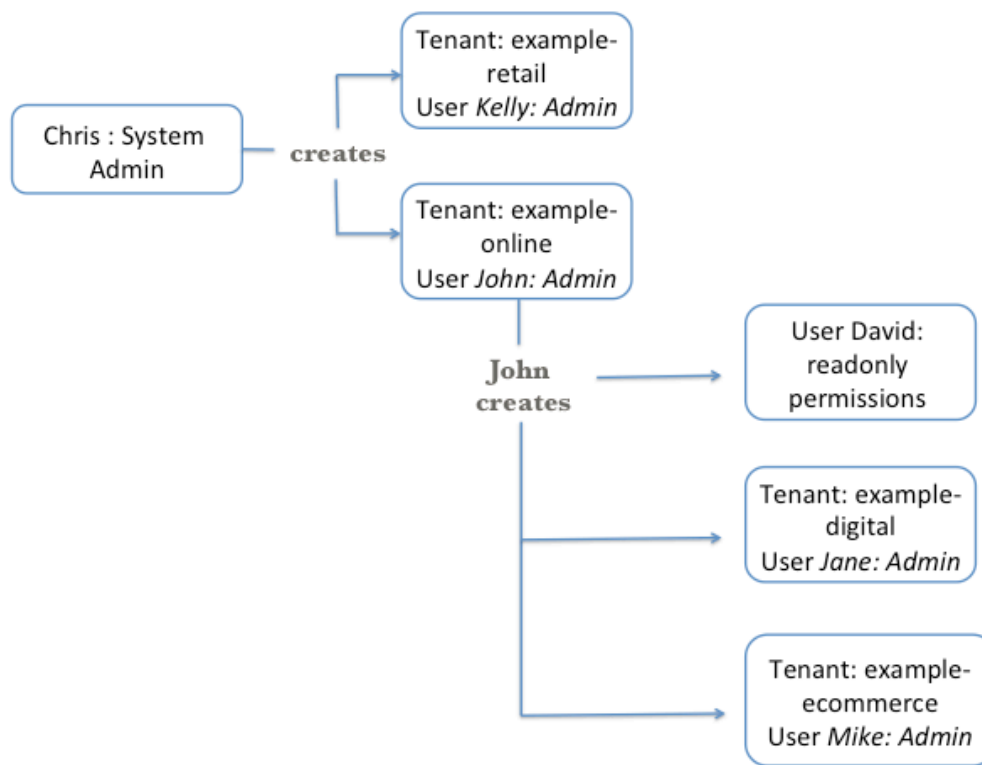 Tenant: example-
retail
User Kelly: Admin
Chris : System
Admin
creates
Tenant: example-
online
User John: Admin
John
creates
User David:
readonly
permissions
Tenant: example-
digital
User Jane: Admin
Tenant: example-
ecommerce
User Mike: Admin